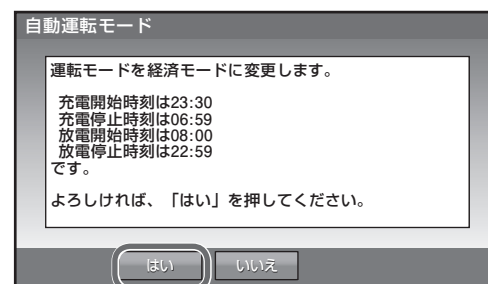 自動運転モード
運転モードを経済モードに変更します。
充電開始時刻は23:30
充電停止時刻は06:59
放電開始時刻は08:00
放電停止時刻は22:59
です。
よろしければ、「はい」を押してください。
はい
いいえ